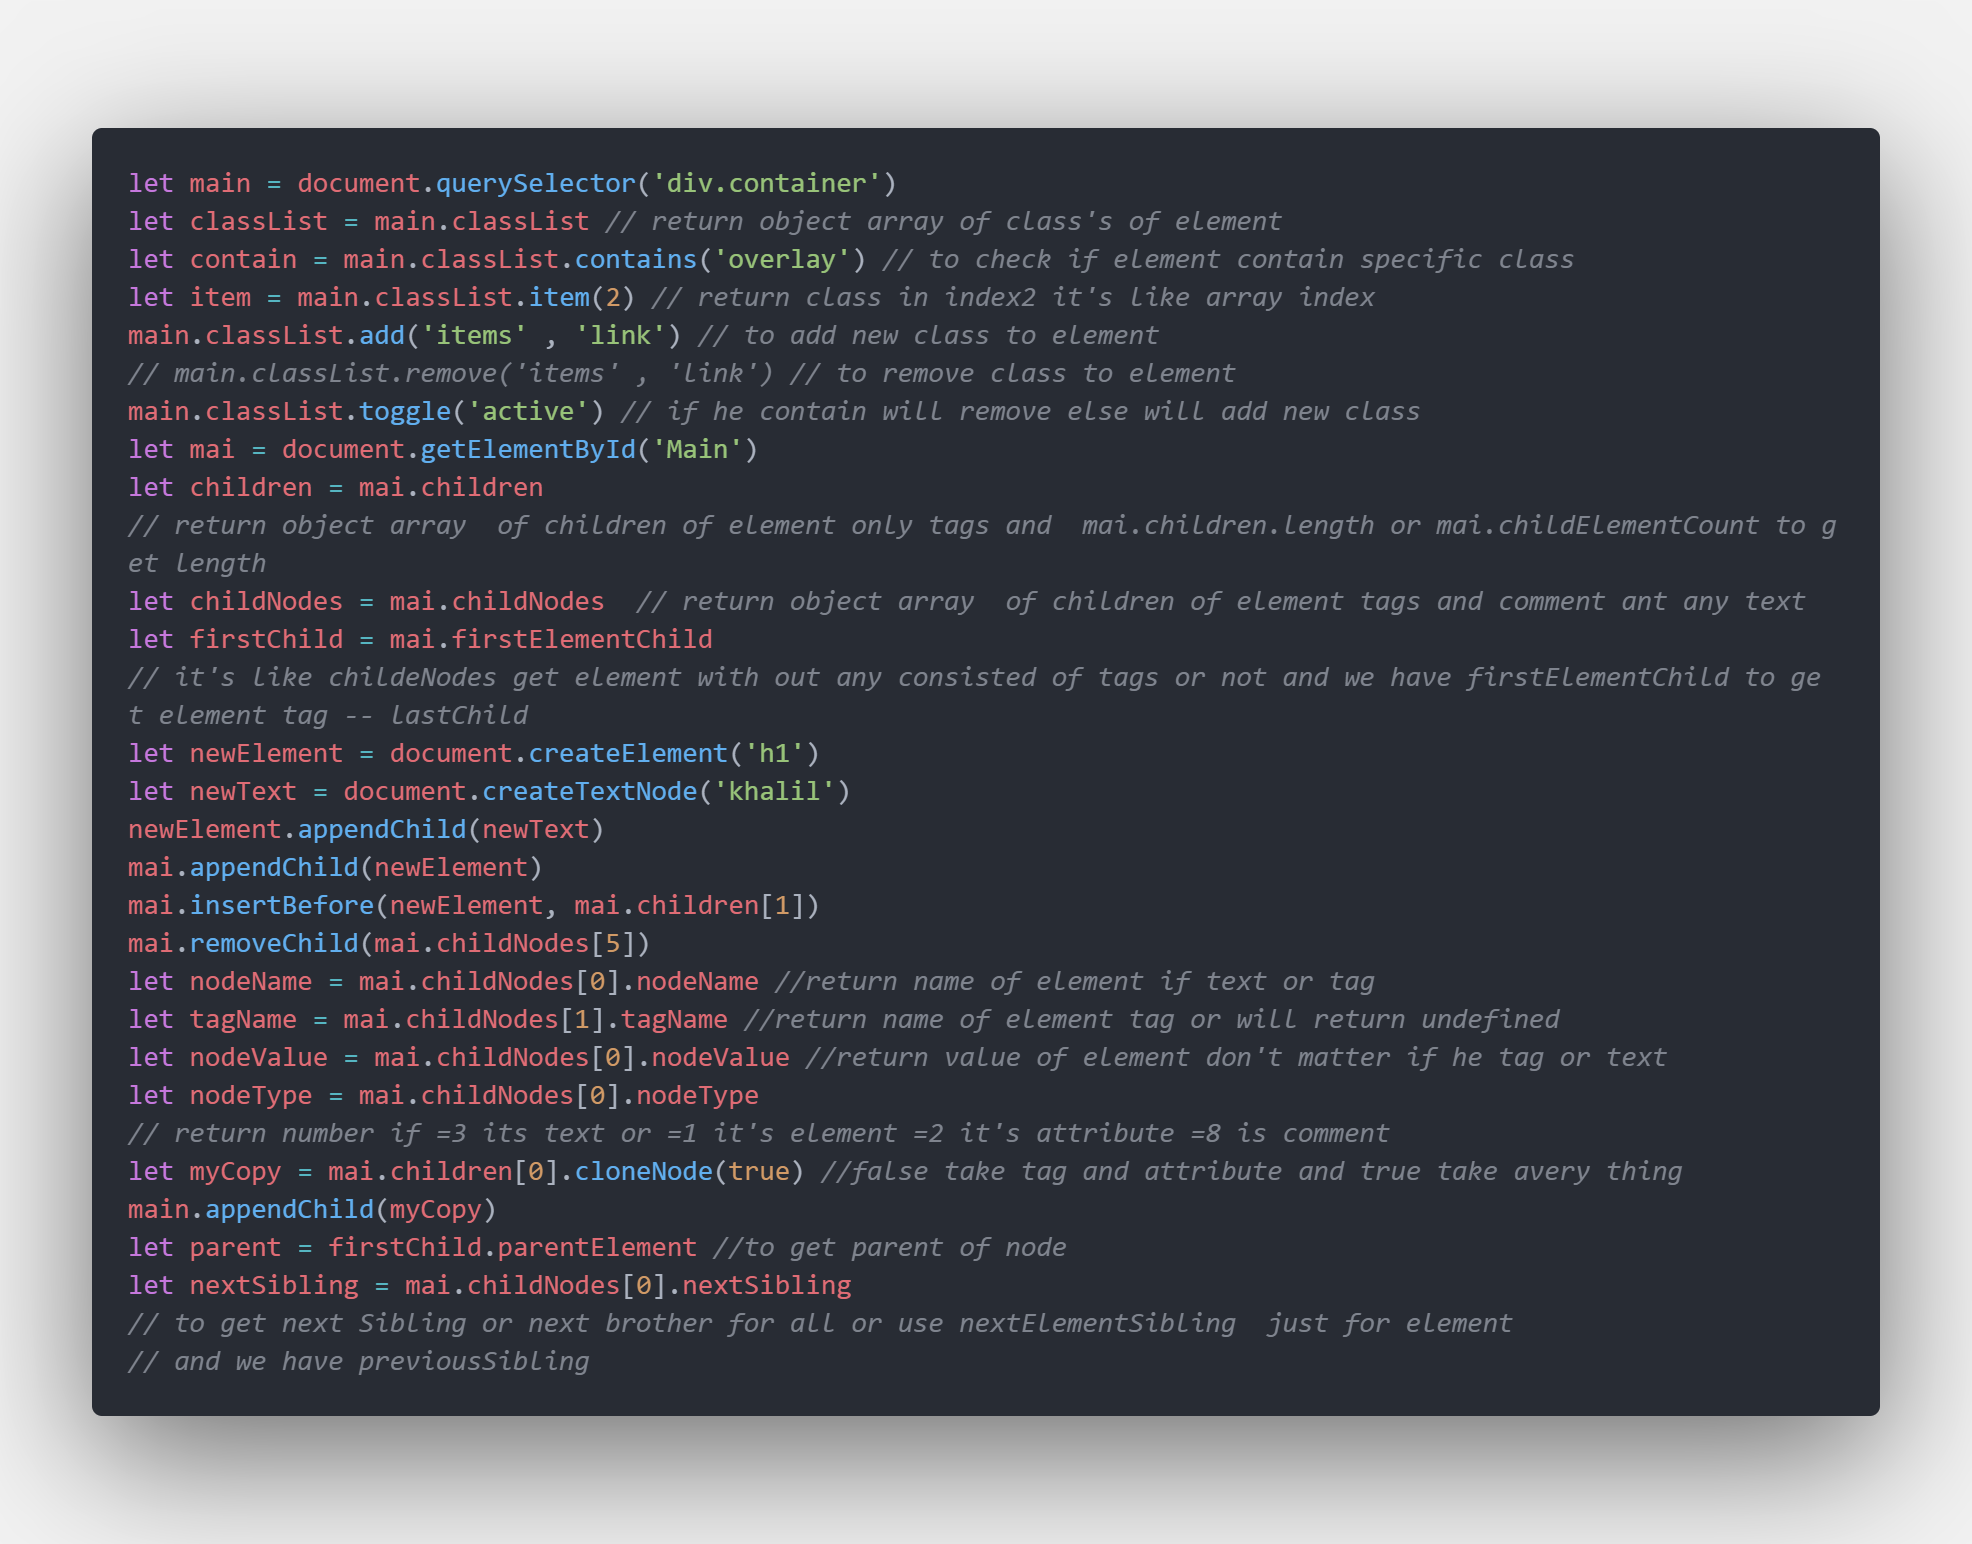 let main = document.querySelector('div.container')
let classList = main.classList // return object array of class's of element
let contain = main.classList.contains('overlay') // to check if element contain specific class
let item = main.classList.item(2) // return class in index2 it's like array index
main.classList.add('items' , 'link') // to add new class to element
// main.classList.remove('items' , 'link') // to remove class to element
main.classList.toggle('active') // if he contain will remove else will add new class
let mai = document.getElementById('Main')
let children = mai.children
// return object array  of children of element only tags and  mai.children.length or mai.childElementCount to g
et length
let childNodes = mai.childNodes  // return object array  of children of element tags and comment ant any text
let firstChild = mai.firstElementChild
// it's like childeNodes get element with out any consisted of tags or not and we have firstElementChild to ge
t element tag -- lastChild
let newElement = document.createElement('h1')
let newText = document.createTextNode('khalil')
newElement.appendChild(newText)
mai.appendChild(newElement)
mai.insertBefore(newElement, mai.children[1])
mai.removeChild(mai.childNodes[5])
let nodeName = mai.childNodes[0].nodeName //return name of element if text or tag
let tagName = mai.childNodes[1].tagName //return name of element tag or will return undefined
let nodeValue = mai.childNodes[0].nodeValue //return value of element don't matter if he tag or text
let nodeType = mai.childNodes[0].nodeType
// return number if =3 its text or =1 it's element =2 it's attribute =8 is comment
let myCopy = mai.children[0].cloneNode(true) //false take tag and attribute and true take avery thing
main.appendChild(myCopy)
let parent = firstChild.parentElement //to get parent of node
let nextSibling = mai.childNodes[0].nextSibling
// to get next Sibling or next brother for all or use nextElementSibling  just for element
// and we have previousSibling